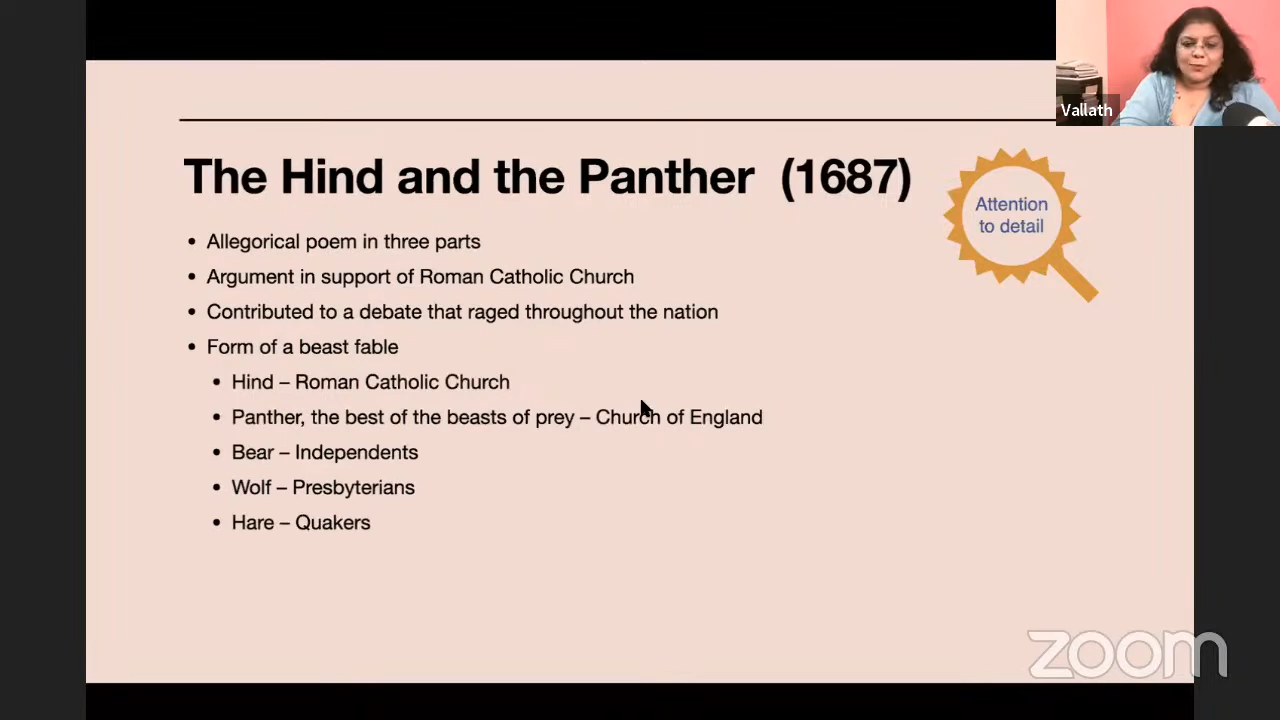 Vallath
The Hind and the Panther (1687)
Attention
to detail
• Allegorical poem in three parts
• Argument in support of Roman Catholic Church
• Contributed to a debate that raged throughout the nation
• Form of a beast fable
• Hind – Roman Catholic Church
• Panther, the best of the beasts of prey – Church of England
• Bear – Independents
• Wolf – Presbyterians
• Hare – Quakers
zoom